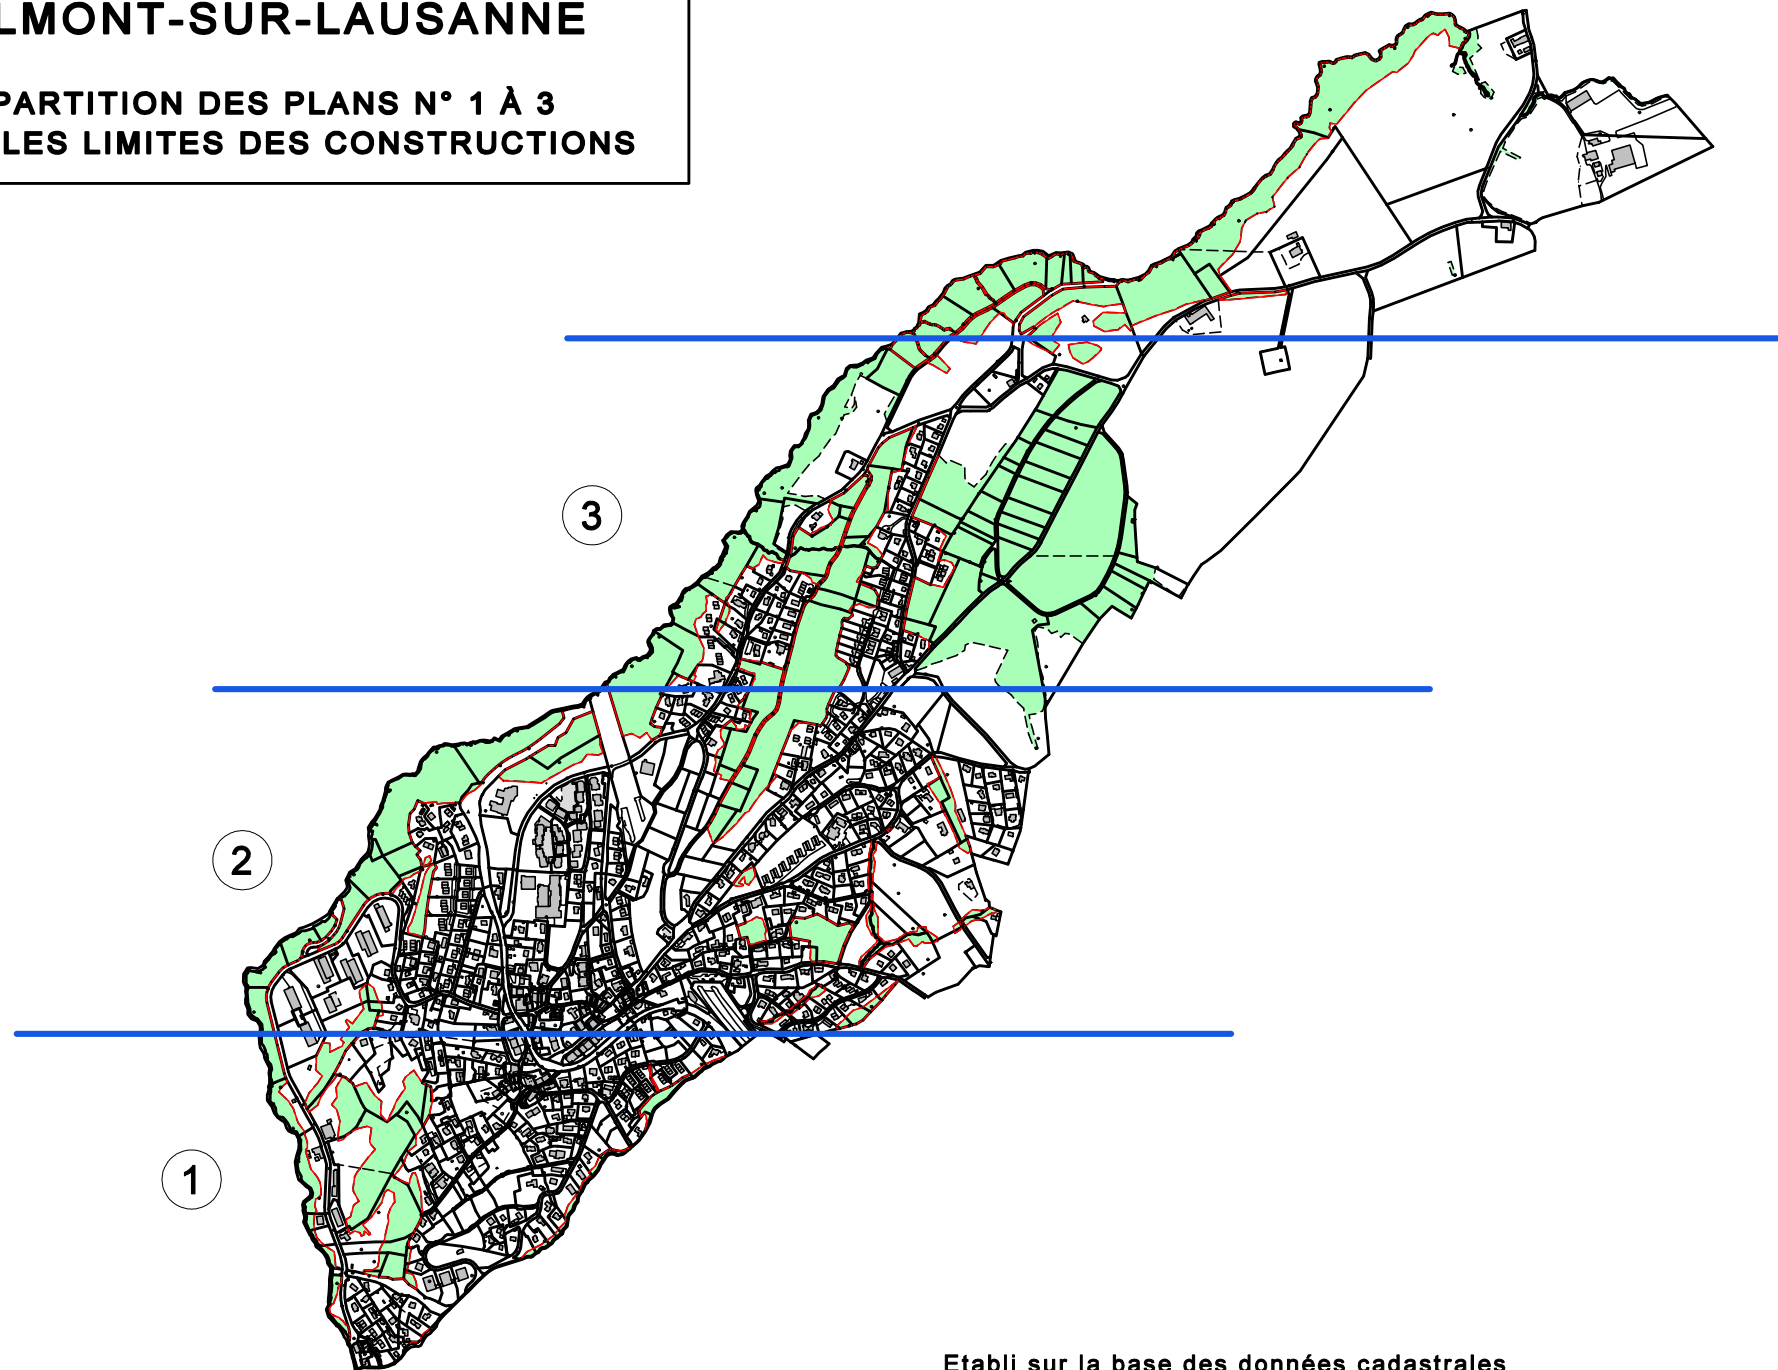 LMONT-SUR-LAUSANNE
PARTITION DES PLANS N° 1 À 3
LES LIMITES DES CONSTRUCTIONS
3
2
1
Etabli sur la base des données cadastrales